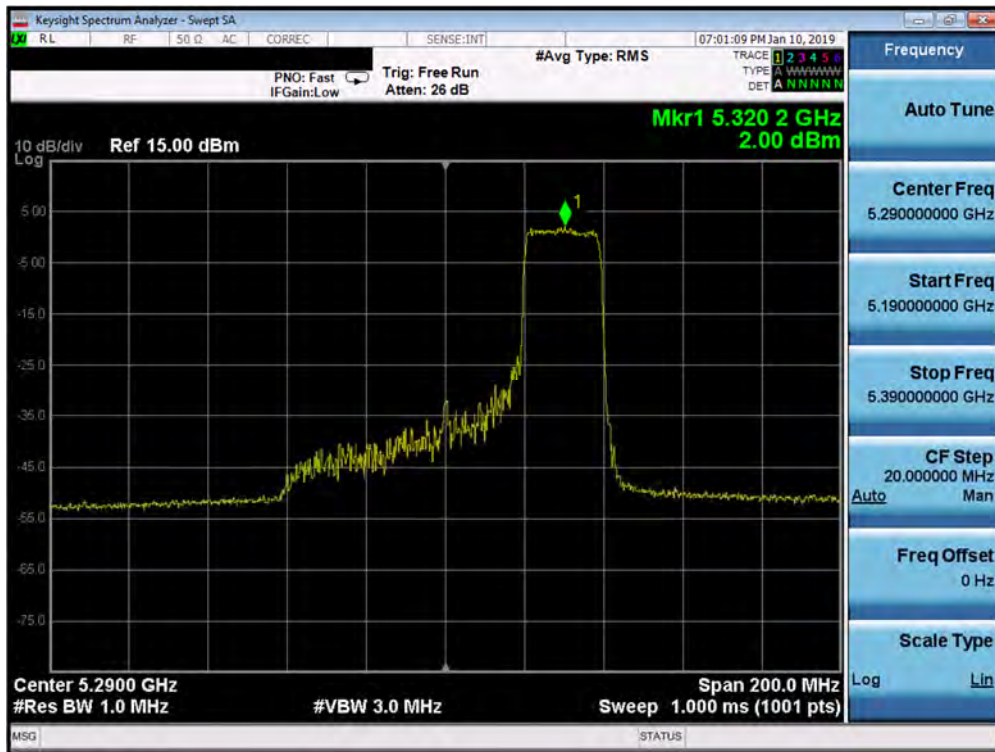 Keysight Spectrum Analyzer - Swept SA
LXI RL RF 50 Ω AC CORREC SENSE:INT 07:01:09 PM Jan 10, 2019
#Avg Type: RMS TRACE 1 2 3 4 5 6
PNO: Fast Trig: Free Run TYPE A WWWWW
IFGain:Low Atten: 26 dB DET A N N N N N
Mkr1 5.320 2 GHz
2.00 dBm
10 dB/div Ref 15.00 dBm
Log
1
5.00
-5.00
-15.0
-25.0
-35.0
-45.0
-55.0
-65.0
-75.0
Center 5.2900 GHz Span 200.0 MHz
#Res BW 1.0 MHz #VBW 3.0 MHz Sweep 1.000 ms (1001 pts)
MSG STATUS
Frequency
Auto Tune
Center Freq
5.290000000 GHz
Start Freq
5.190000000 GHz
Stop Freq
5.390000000 GHz
CF Step
20.000000 MHz
Auto Man
Freq Offset
0 Hz
Scale Type
Log Lin